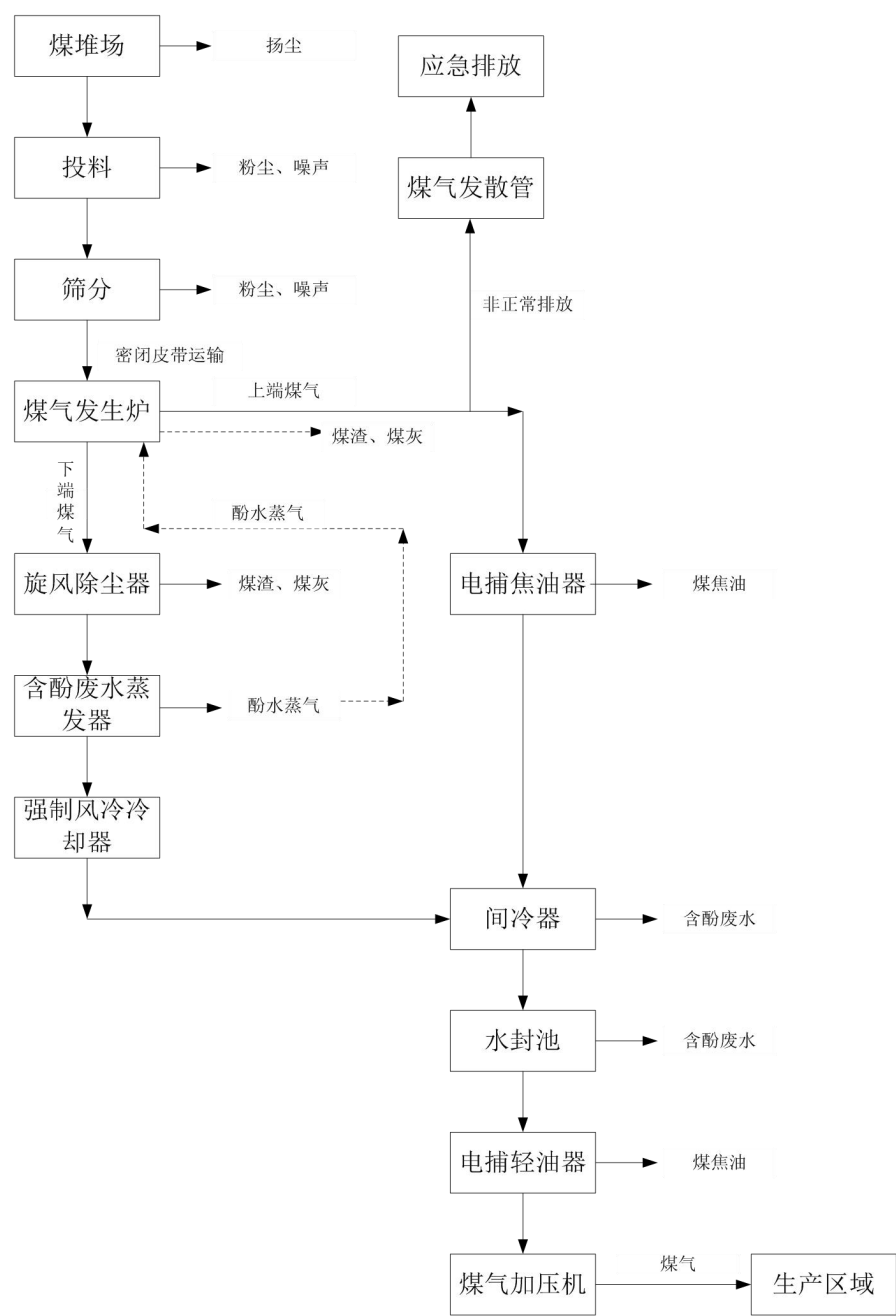 煤堆场
扬尘
应急排放
投料
粉尘、噪声
煤气发散管
筛分
粉尘、噪声
非正常排放
密闭皮带运输
煤气发生炉
上端煤气
煤渣、煤灰
下
端
煤
气
酚水蒸气
旋风除尘器
煤渣、煤灰
电捕焦油器
煤焦油
含酚废水蒸
发器
酚水蒸气
强制风冷冷
却器
间冷器
含酚废水
水封池
含酚废水
电捕轻油器
煤焦油
煤气加压机
煤气
生产区域